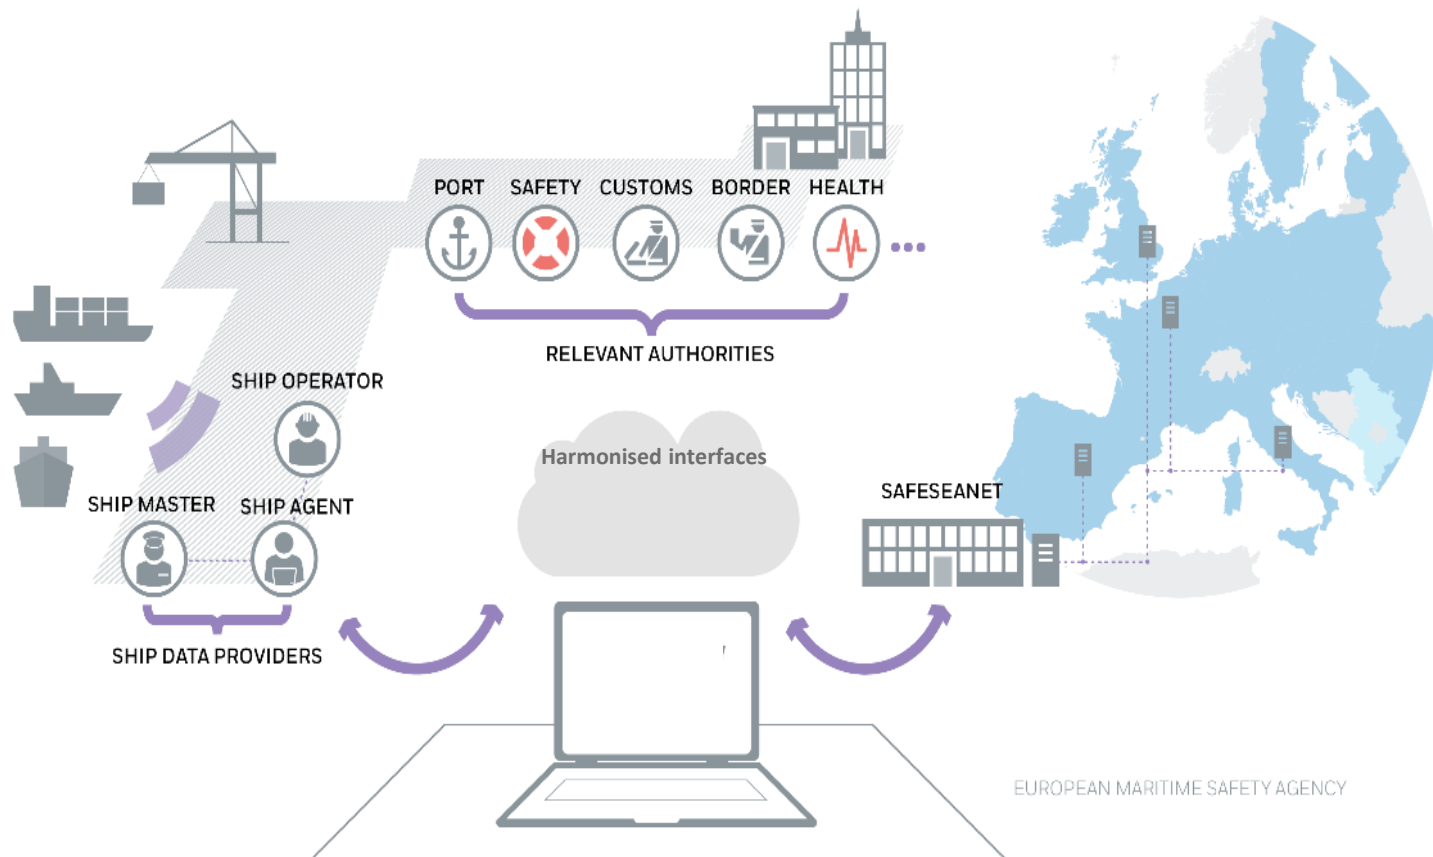 PORT
SAFETY
CUSTOMS
BORDER
HEALTH
RELEVANT AUTHORITIES
SHIP OPERATOR
Harmonised interfaces
SHIP MASTER
SHIP AGENT
SAFESEANET
SHIP DATA PROVIDERS
EUROPEAN MARITIME SAFETY AGENCY